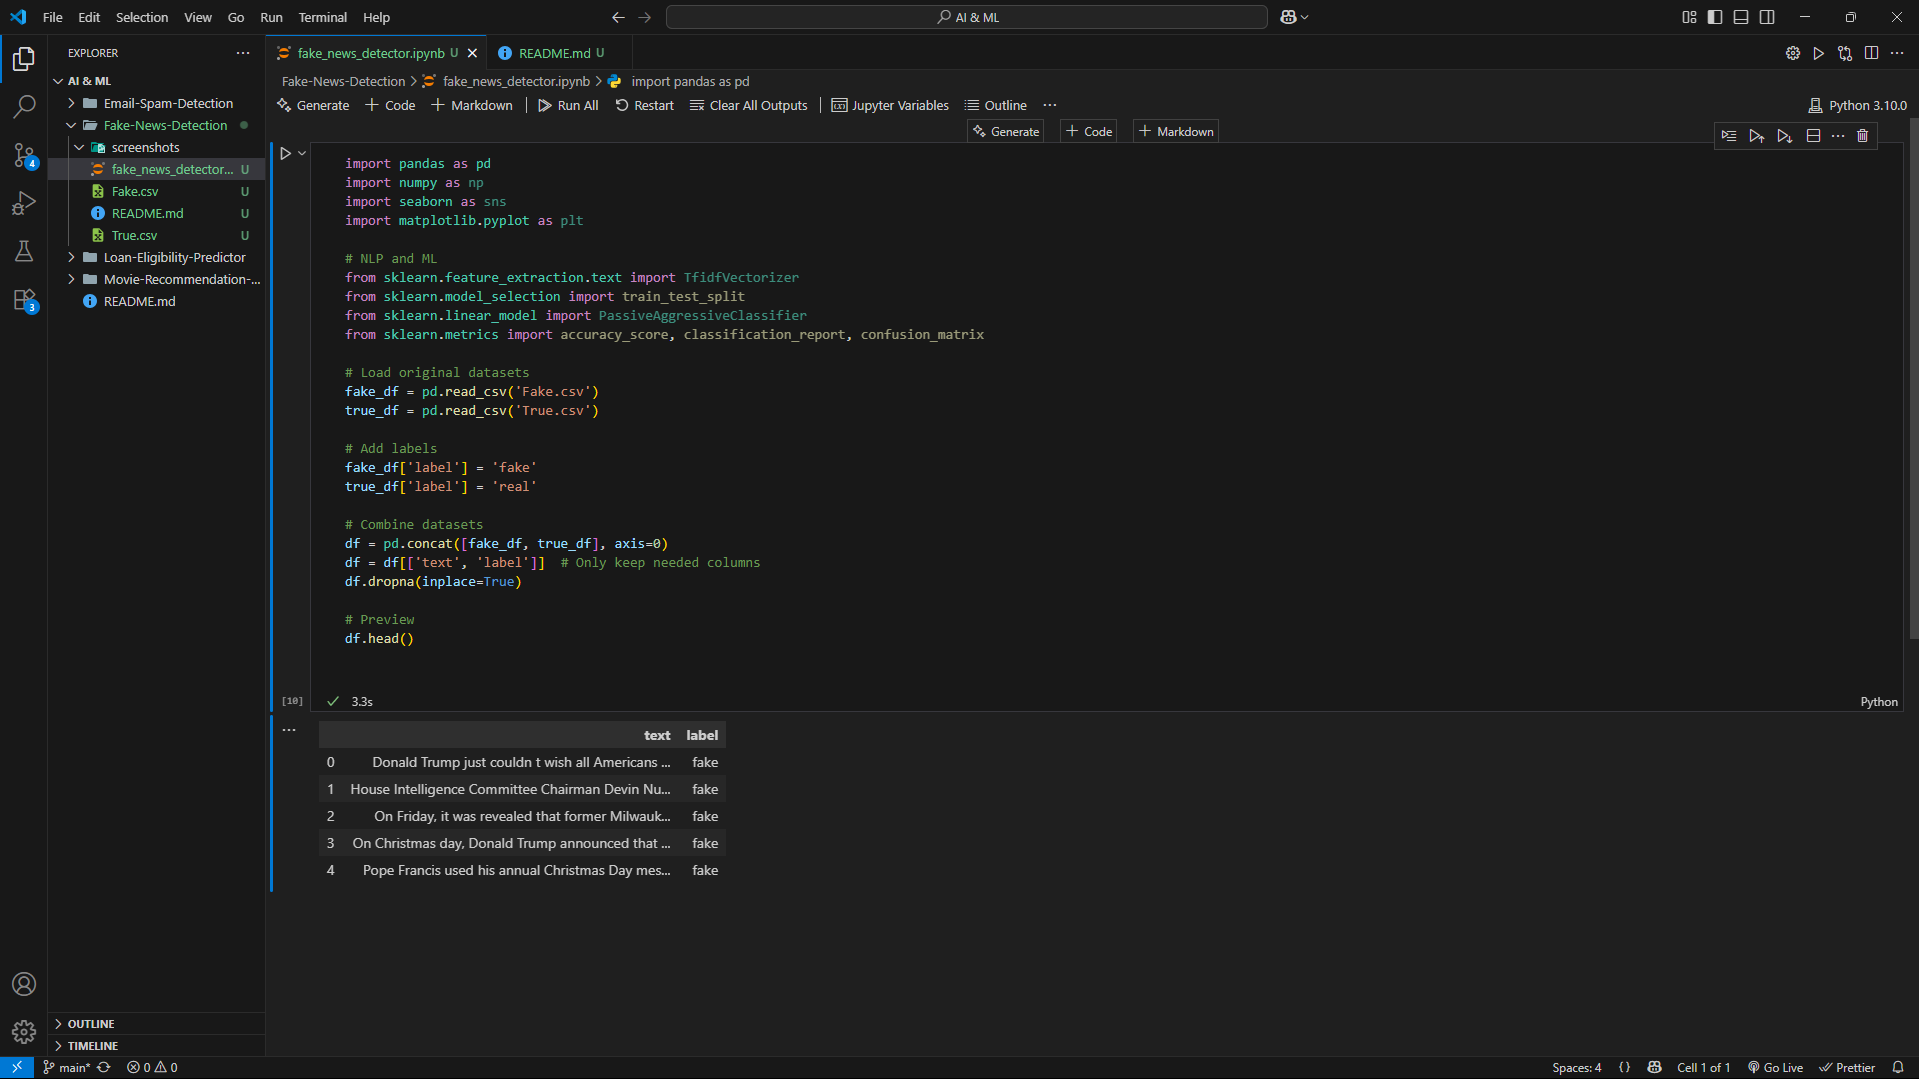 File Edit Selection View Go Run Terminal Help
AI & ML
EXPLORER
AI & ML
Email-Spam-Detection
Fake-News-Detection
screenshots
fake_news_detector... U
Fake.csv U
README.md U
True.csv U
Loan-Eligibility-Predictor
Movie-Recommendation-...
README.md
OUTLINE
TIMELINE
4
3
fake_news_detector.ipynb U
README.md U
Fake-News-Detection > fake_news_detector.ipynb > import pandas as pd
Generate + Code + Markdown Run All Restart Clear All Outputs Jupyter Variables Outline ...
Python 3.10.0
Generate + Code + Markdown
import pandas as pd
import numpy as np
import seaborn as sns
import matplotlib.pyplot as plt
# NLP and ML
from sklearn.feature_extraction.text import TfidfVectorizer
from sklearn.model_selection import train_test_split
from sklearn.linear_model import PassiveAggressiveClassifier
from sklearn.metrics import accuracy_score, classification_report, confusion_matrix
# Load original datasets
fake_df = pd.read_csv('Fake.csv')
true_df = pd.read_csv('True.csv')
# Add labels
fake_df['label'] = 'fake'
true_df['label'] = 'real'
# Combine datasets
df = pd.concat([fake_df, true_df], axis=0)
df = df[['text', 'label']]  # Only keep needed columns
df.dropna(inplace=True)
# Preview
df.head()
[10] 3.3s
Python
text label
0 Donald Trump just couldn t wish all Americans ... fake
1 House Intelligence Committee Chairman Devin Nu... fake
2 On Friday, it was revealed that former Milwauk... fake
3 On Christmas day, Donald Trump announced that ... fake
4 Pope Francis used his annual Christmas Day mes... fake
main* 0 0
Spaces: 4 {} Cell 1 of 1 Go Live Prettier